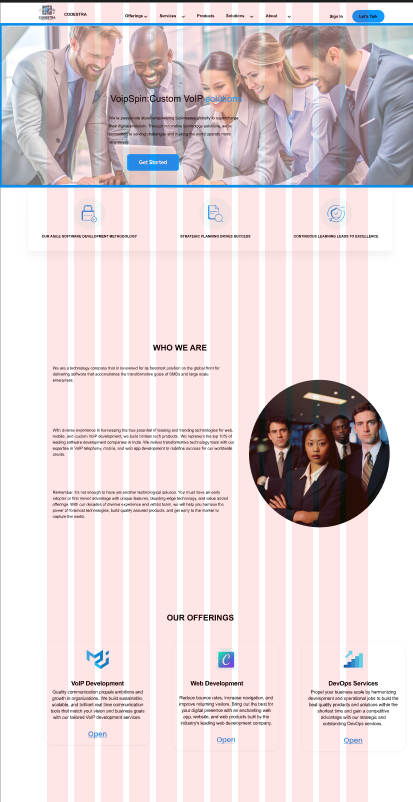 CODESTRA
CODESTRA
Offerings
Services
Products
Solutions
About
Sign In
Let's Talk
VoipSpin:Custom VoIP solutions
We're passionate about empowering businesses globally to supercharge
their digital evolution. Through innovative technology solutions, we're
committed to solving challenges and making the world operate more
Get Started
OUR AGILE SOFTWARE DEVELOPMENT METHODOLOGY
STRATEGIC PLANNING DRIVES SUCCESS
CONTINUOUS LEARNING LEADS TO EXCELLENCE
WHO WE ARE
We are a technology company that is renowned for its foremost position on the global front for
delivering software that accomplishes the transformative goals of SMBs and large scale
enterprises.
With diverse experience in harnessing the true potential of leading and trending technologies for web,
mobile, and custom VoIP development, we build brilliant tech products. We represent the top 10% of
leading software development companies in India. We evolve transformative technology tools with our
expertise in VoIP telephony, mobile, and web app development to redefine success for our worldwide
clients.
Remember. It's not enough to have yet another technological solution. You must have an early
adopter or first mover advantage with unique features, bleeding-edge technology, and value added
offerings. With our decades of diverse experience and veteran team, we will help you harness the
power of foremost technologies, build quality assured products, and get early to the market to
capture the world.
OUR OFFERINGS
VoIP Development
Quality communication propels ambitions and
growth in organizations. We build sustainable,
scalable, and brilliant real time communication
tools that match your vision and business goals
with our tailored VoIP development services.
Open
Web Development
Reduce bounce rates, increase navigation, and
improve returning visitors. Bring out the best for
your digital presence with an enchanting web
app, website, and web products built by the
industry's leading web development company.
Open
DevOps Services
Propel your business scale by harmonizing
development and operational jobs to build the
best quality products and solutions within the
shortest time and gain a competitive
advantage with our strategic and
outstanding DevOps services.
Open